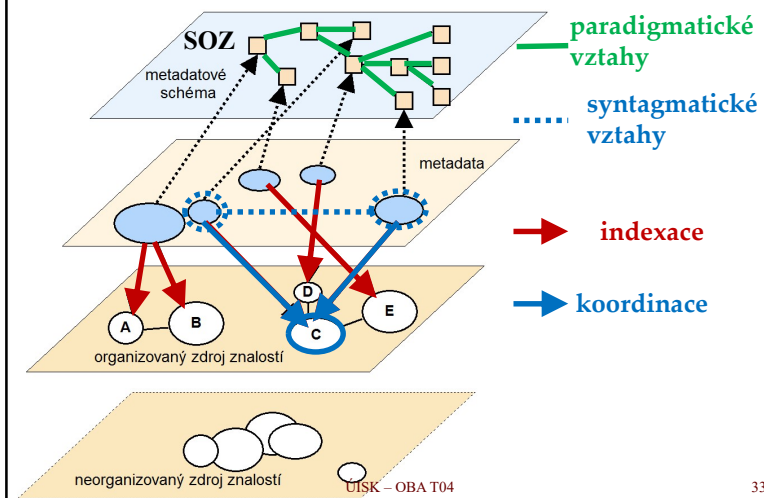 SOZ
metadatové
schéma
paradigmatické
vztahy
syntagmatické
vztahy
metadata
indexace
koordinace
A
B
D
C
E
organizovaný zdroj znalostí
neorganizovaný zdroj znalostí
ÚISK – OBA T04
33